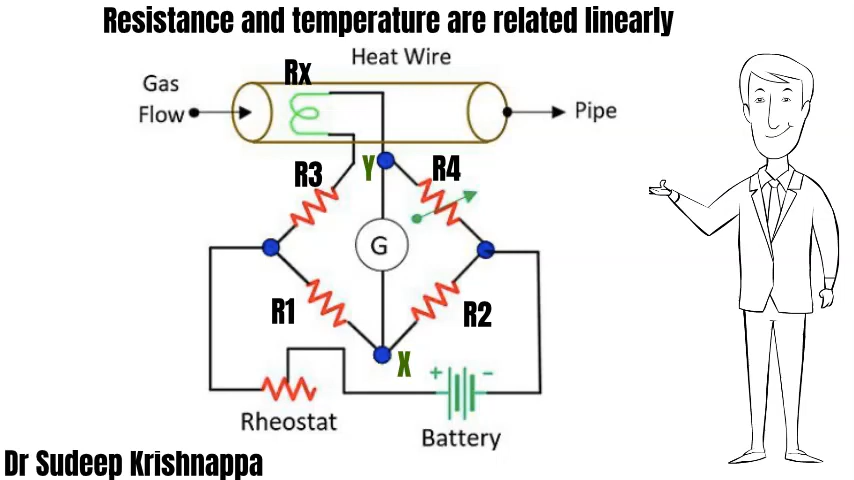 Resistance and temperature are related linearly
Heat Wire
Rx
Gas
Flow
Pipe
R3
Y
R4
G
R1
R2
X
+ -
Rheostat
Battery
Dr Sudeep Krishnappa